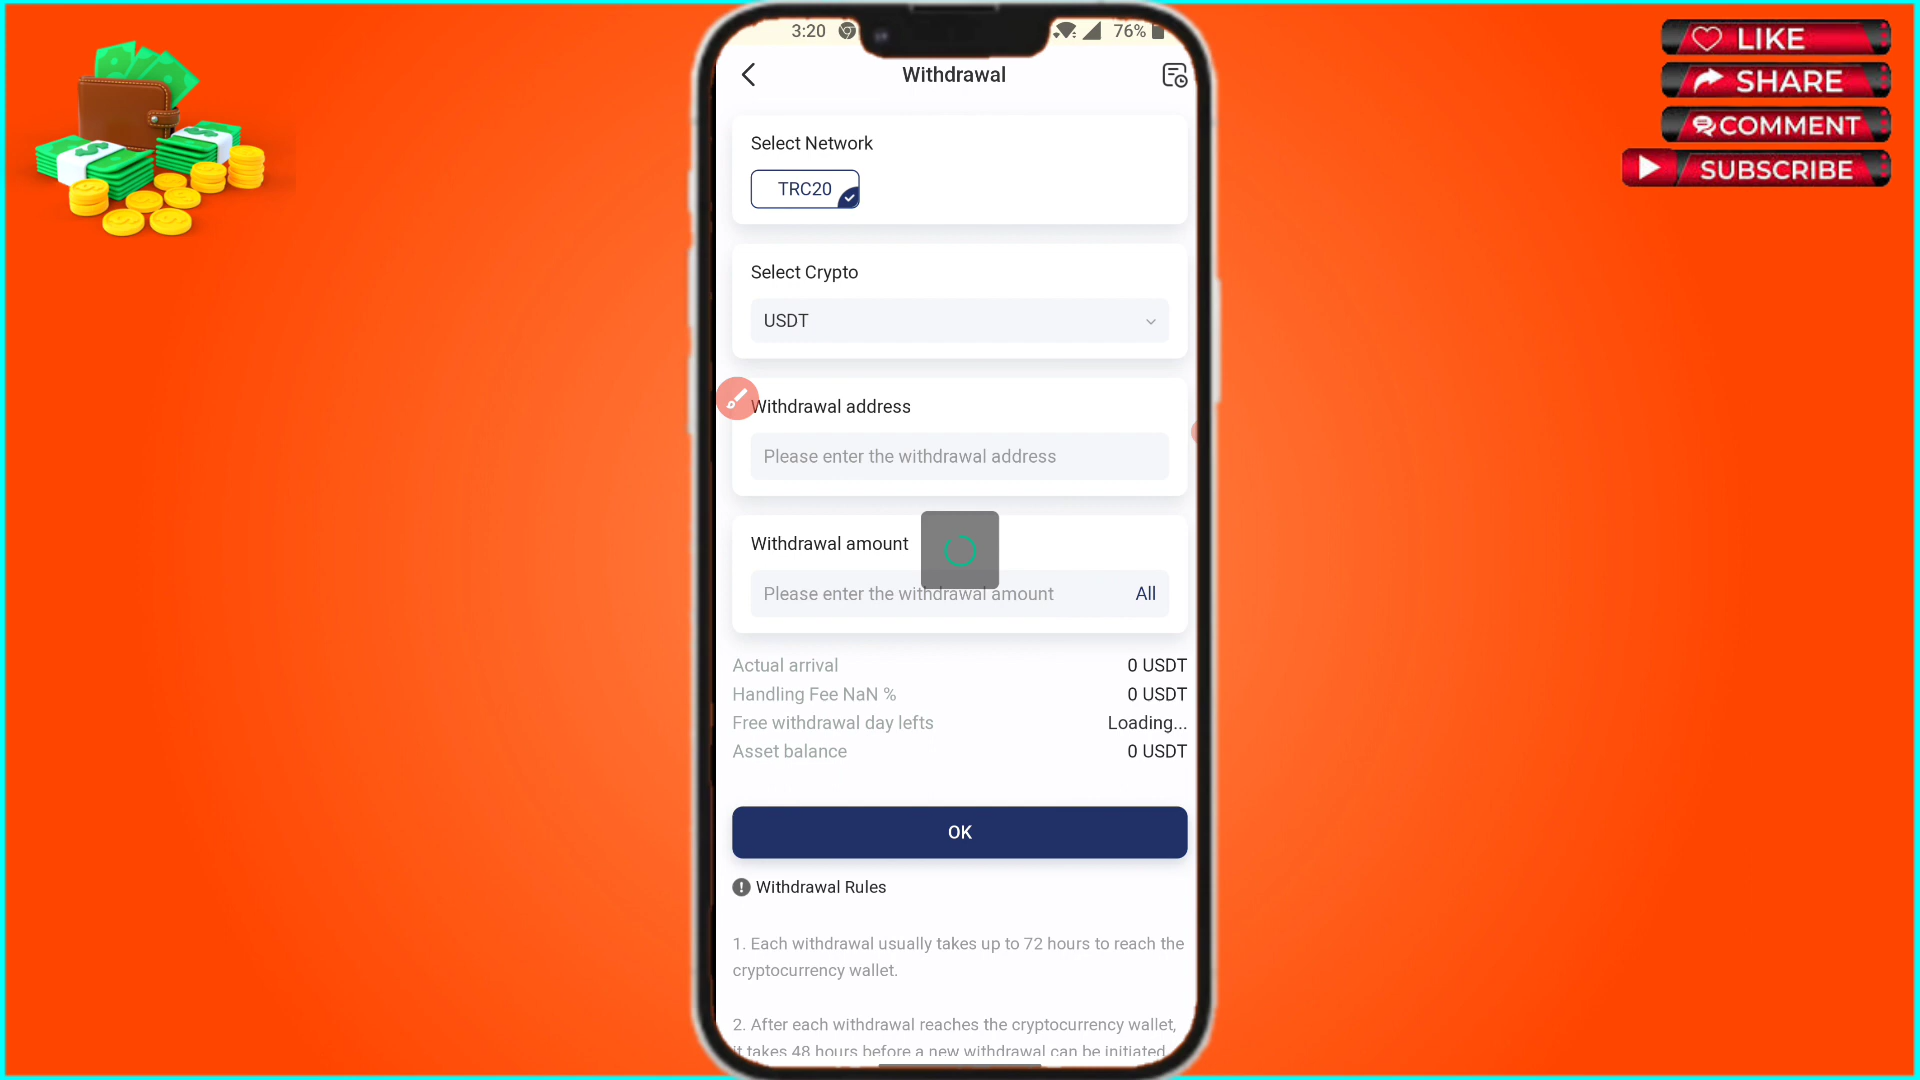 3:20
76%
Withdrawal
Select Network
TRC20
Select Crypto
USDT
Withdrawal address
Please enter the withdrawal address
Withdrawal amount
Please enter the withdrawal amount All
Actual arrival 0 USDT
Handling Fee NaN % 0 USDT
Free withdrawal day lefts Loading...
Asset balance 0 USDT
OK
Withdrawal Rules
1. Each withdrawal usually takes up to 72 hours to reach the
cryptocurrency wallet.
2. After each withdrawal reaches the cryptocurrency wallet,
it takes 48 hours before a new withdrawal can be initiated.
LIKE
SHARE
COMMENT
SUBSCRIBE